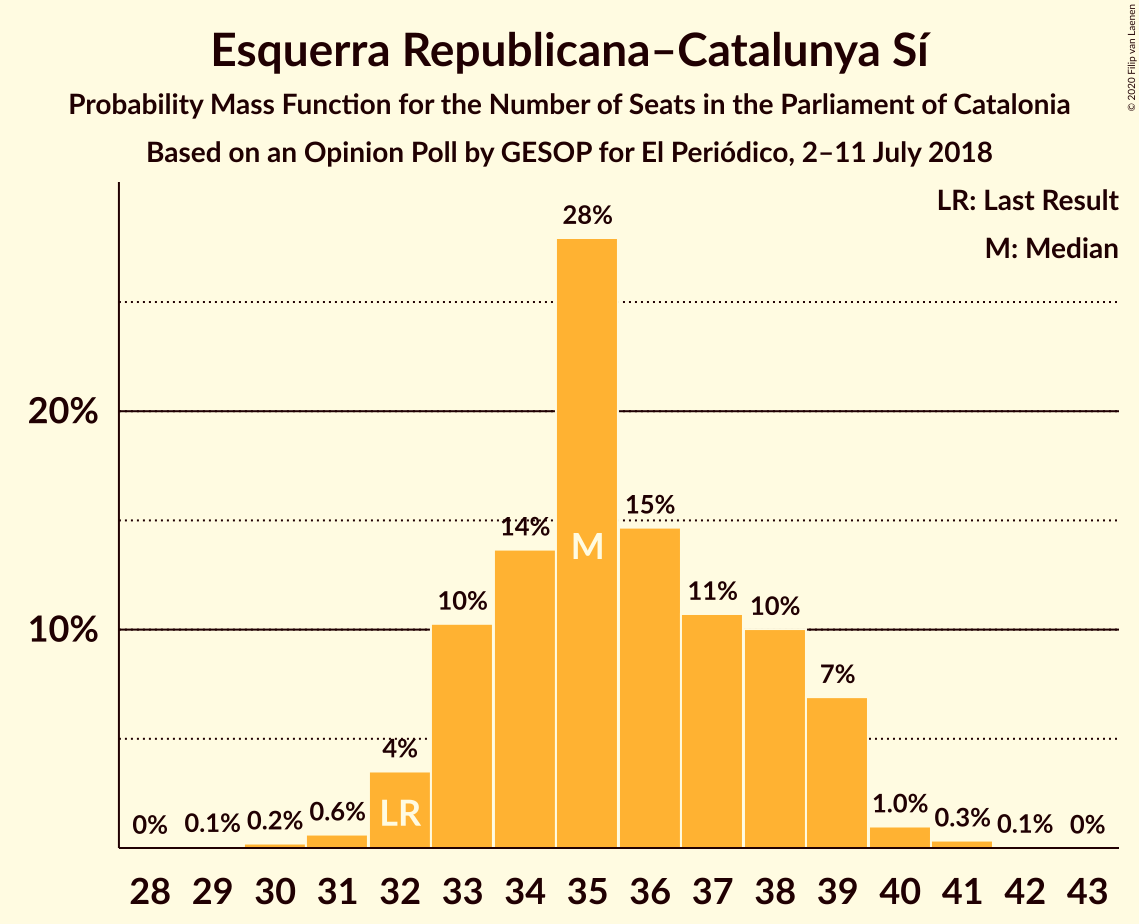 Esquerra Republicana–Catalunya Sí
Probability Mass Function for the Number of Seats in the Parliament of Catalonia
Based on an Opinion Poll by GESOP for El Periódico, 2–11 July 2018
© 2020 Filip van Laenen
LR: Last Result
M: Median
20%
10%
0% 0.1% 0.2% 0.6% 4% 10% 14% 28% 15% 11% 10% 7% 1.0% 0.3% 0.1% 0%
M
LR
28 29 30 31 32 33 34 35 36 37 38 39 40 41 42 43